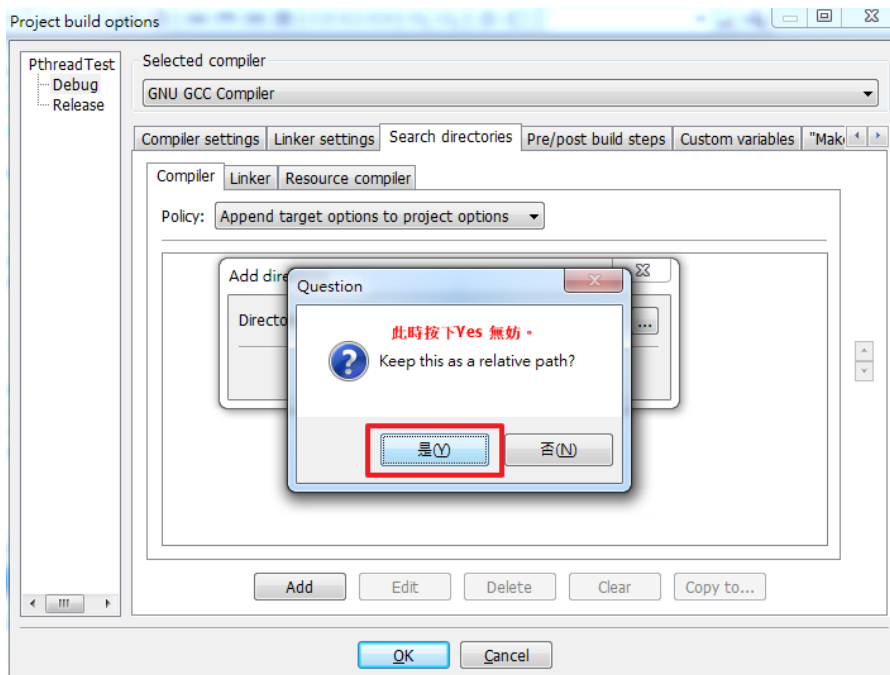 Project build options
PthreadTest
Debug
Release
Selected compiler
GNU GCC Compiler
Compiler settings
Linker settings
Search directories
Pre/post build steps
Custom variables
"Mak
Compiler
Linker
Resource compiler
Policy:
Append target options to project options
Add dire
Directo
...
Question
此時按下Yes 無妨。
Keep this as a relative path?
是(Y)
否(N)
Add
Edit
Delete
Clear
Copy to...
OK
Cancel